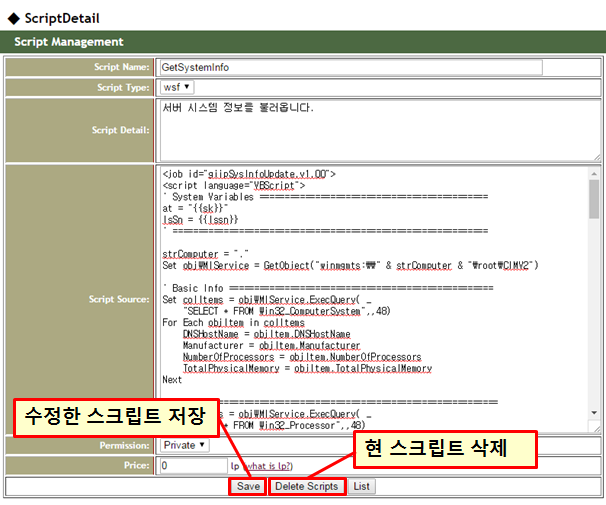 ◆ ScriptDetail
Script Management
Script Name: GetSystemInfo
Script Type: wsf
Script Detail: 서버 시스템 정보를 불러옵니다.
Script Source:
<job id="giipSysInfoUpdate.v1.00">
<script language="VBScript">
' System Variables ==========================================
at = "{{sk}}"
lsSn = {{lssn}}
' ==========================================================
strComputer = "."
Set objWMIService = GetObject("winmgmts:₩₩" & strComputer & "₩root₩CIMV2")
' Basic Info ================================================
Set colItems = objWMIService.ExecQuery( _
"SELECT * FROM Win32_ComputerSystem",,48)
For Each objItem in colItems
DNSHostName = objItem.DNSHostName
Manufacturer = objItem.Manufacturer
NumberOfProcessors = objItem.NumberOfProcessors
TotalPhysicalMemory = objItem.TotalPhysicalMemory
Next
================================
s = objWMIService.ExecQuery( _
* FROM Win32_Processor",,48)
수정한 스크립트 저장
현 스크립트 삭제
Permission: Private
Price: 0 lp (what is lp?)
Save Delete Scripts List